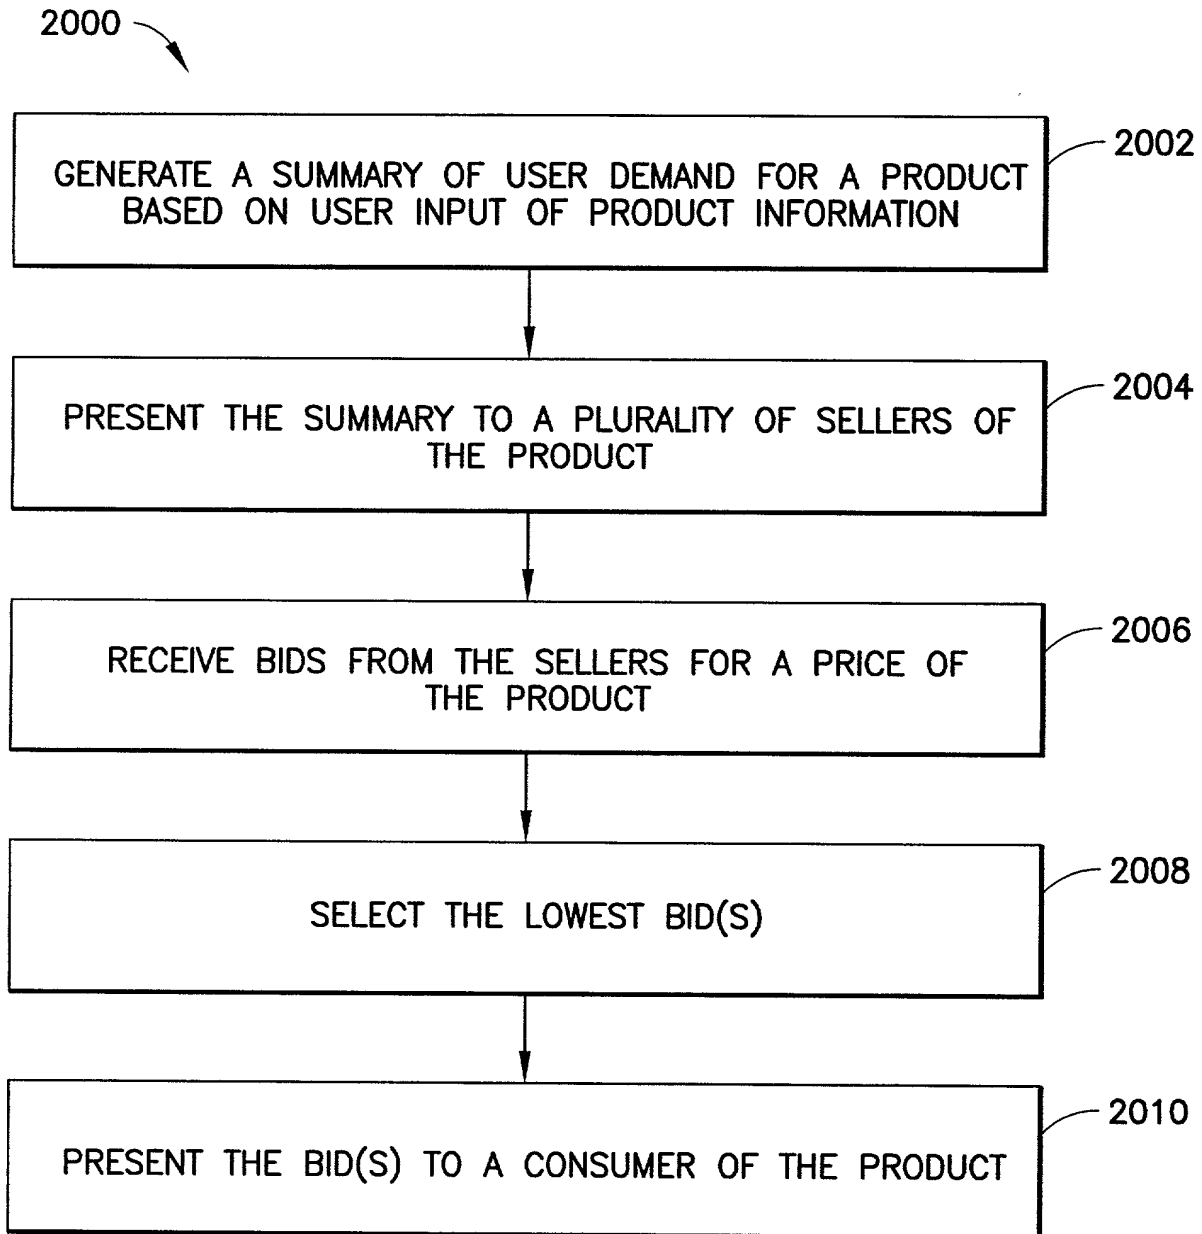 2000
2002
GENERATE A SUMMARY OF USER DEMAND FOR A PRODUCT
BASED ON USER INPUT OF PRODUCT INFORMATION
2004
PRESENT THE SUMMARY TO A PLURALITY OF SELLERS OF
THE PRODUCT
2006
RECEIVE BIDS FROM THE SELLERS FOR A PRICE OF
THE PRODUCT
2008
SELECT THE LOWEST BID(S)
2010
PRESENT THE BID(S) TO A CONSUMER OF THE PRODUCT